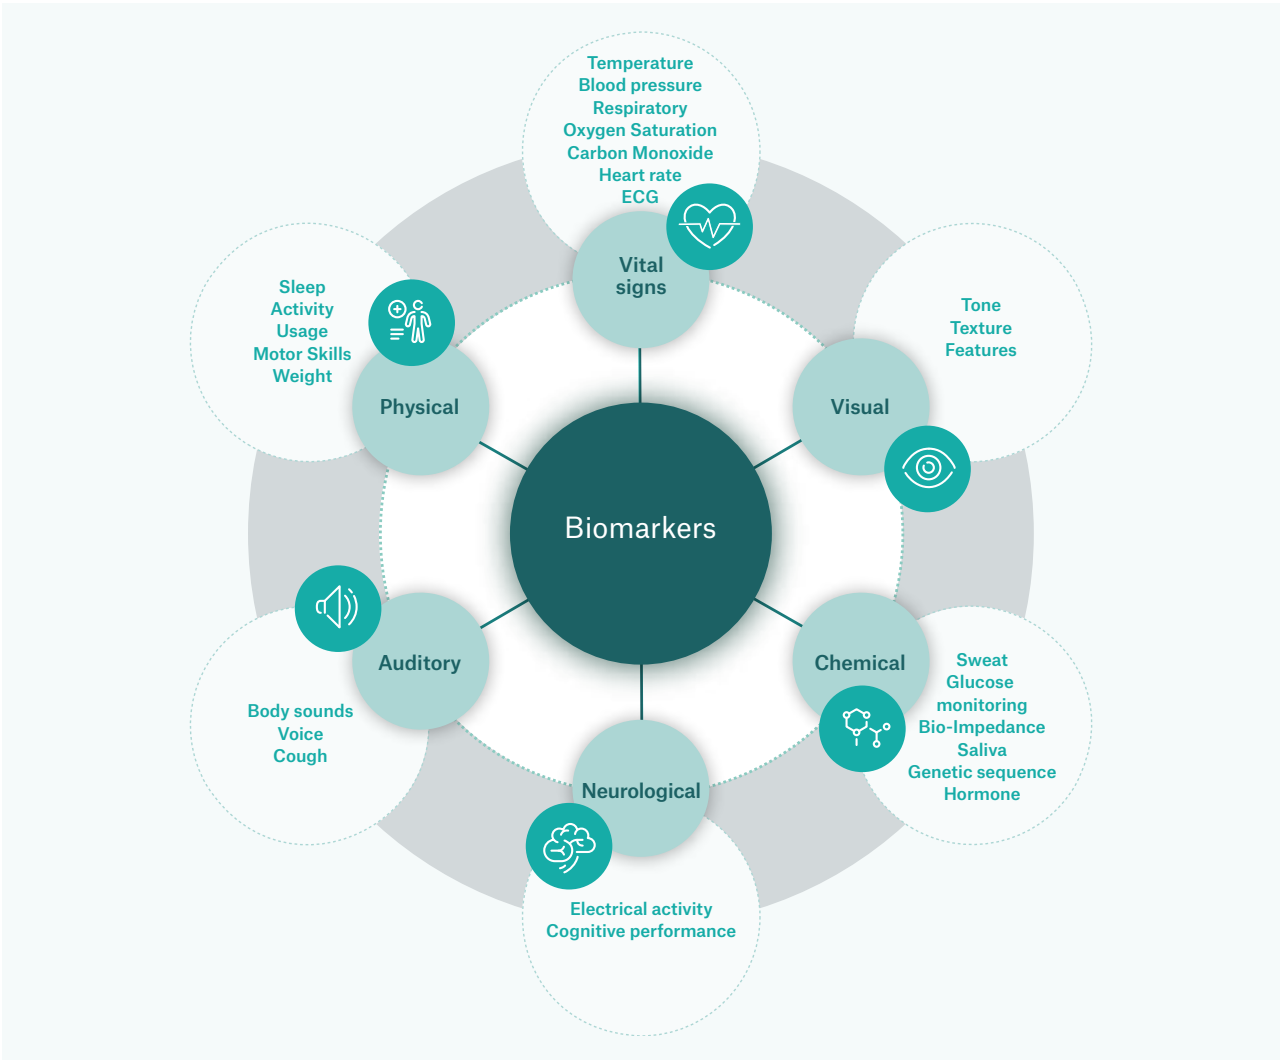 Temperature
Blood pressure
Respiratory
Oxygen Saturation
Carbon Monoxide
Heart rate
ECG
Vital
signs
Sleep
Activity
Usage
Motor Skills
Weight
Physical
Tone
Texture
Features
Visual
Biomarkers
Auditory
Body sounds
Voice
Cough
Chemical
Sweat
Glucose
monitoring
Bio-Impedance
Saliva
Genetic sequence
Hormone
Neurological
Electrical activity
Cognitive performance